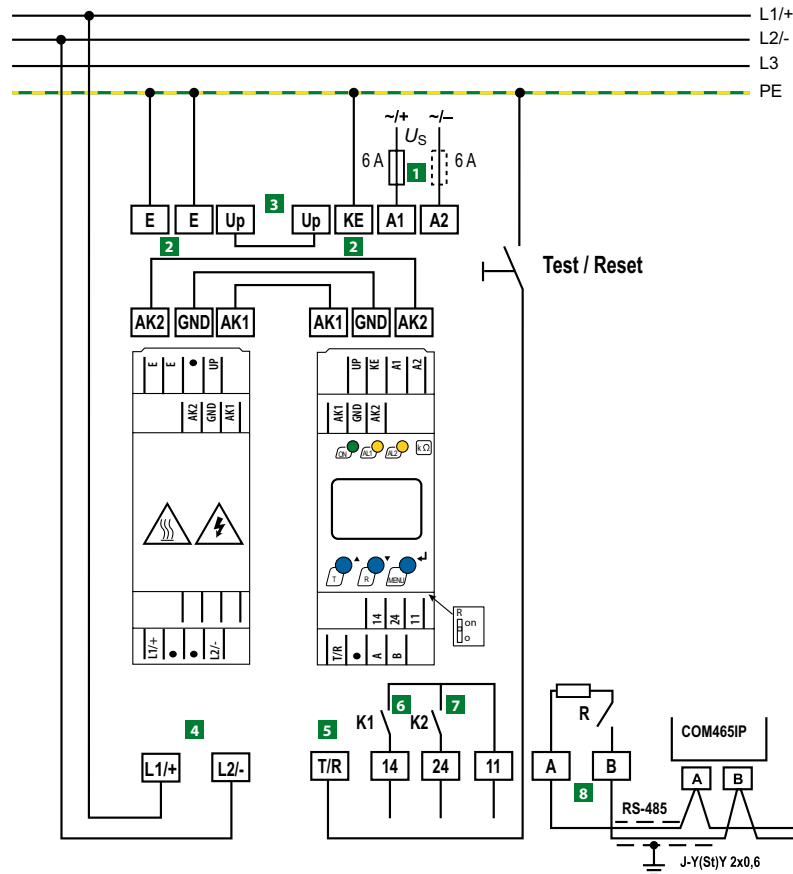 L1/+
L2/-
L3
PE
~/+ ~/–
US
6 A 1 6 A
3
E E Up Up KE A1 A2
2 2
Test / Reset
AK2 GND AK1 AK1 GND AK2
E E UP UP KE A1 A2
AK2 GND AK1 AK1 GND AK2
ON AL1 AL2 kΩ
T R MENU
R
on
o
14 24 11
L1/+ L2/- T/R A B
6 7
K1 K2 R
4 5 COM465IP
L1/+ L2/- T/R 14 24 11 A B
A B
8
RS-485
J-Y(St)Y 2x0,6